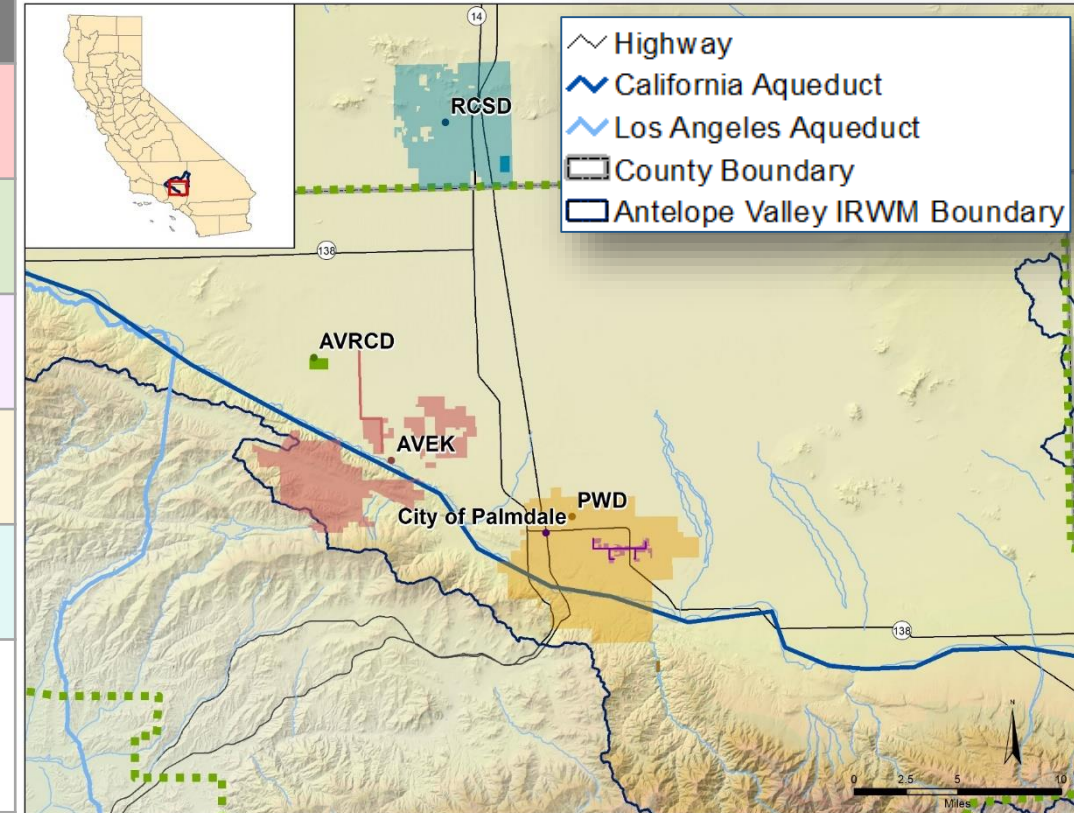 14
Highway
California Aqueduct
Los Angeles Aqueduct
County Boundary
Antelope Valley IRWM Boundary
RCSD
138
AVRCD
AVEK
PWD
City of Palmdale
138
N
0 2.5 5 10
Miles